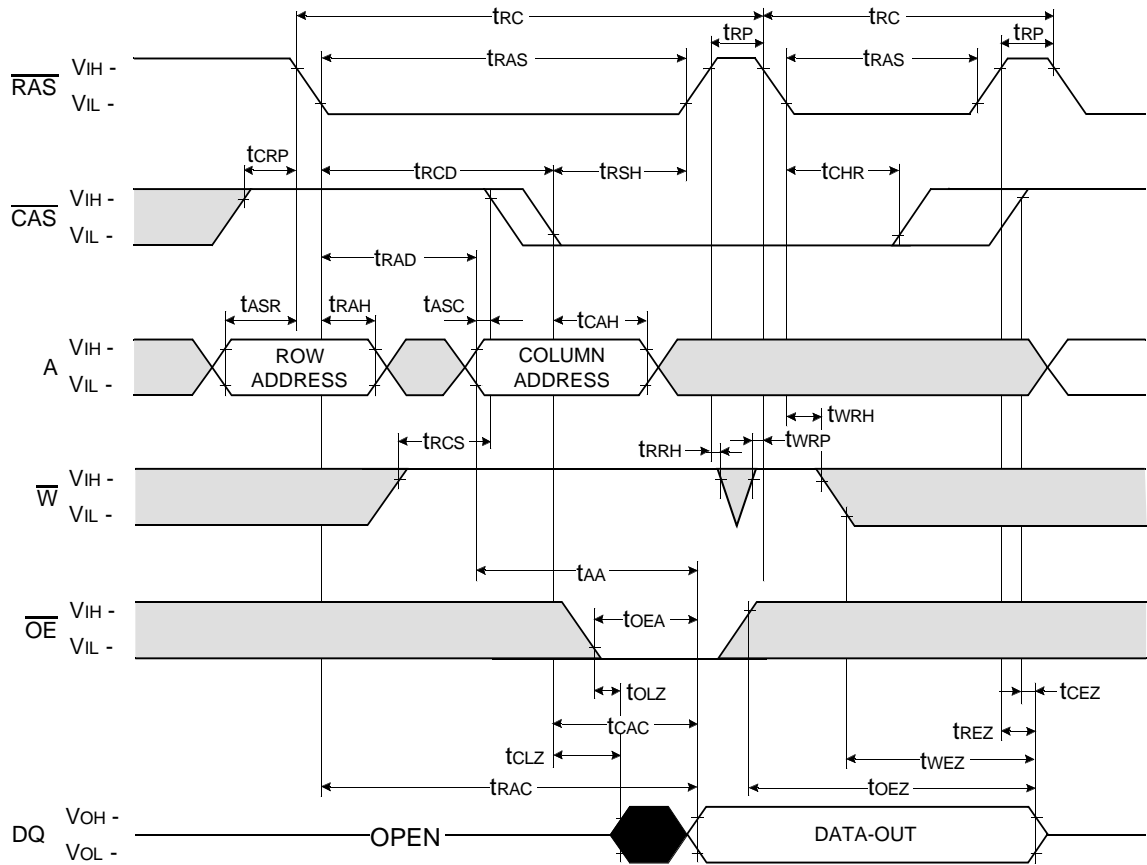 tRC tRC
tRP tRP
tRAS tRAS
RAS VIH -
VIL -
tCRP tRCD tRSH tCHR
CAS VIH -
VIL -
tRAD
tASR tRAH tASC tCAH
A VIH -
VIL -
ROW ADDRESS
COLUMN ADDRESS
tWRH
tRCS tRRH tWRP
W VIH -
VIL -
tAA
OE VIH -
VIL -
tOEA
tOLZ tCEZ
tCAC tREZ
tCLZ tWEZ
tRAC tOEZ
DQ VOH -
VOL -
OPEN DATA-OUT